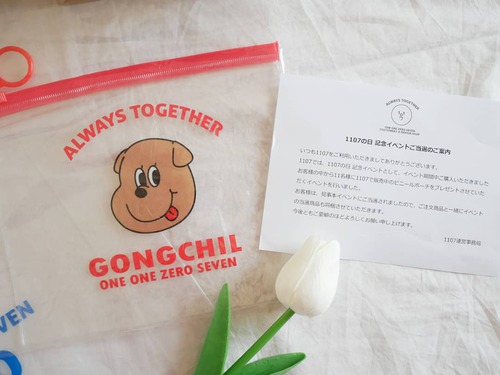 ALWAYS TOGETHER
GONGCHIL
ONE ONE ZERO SEVEN
VEN
ALWAYS TOGETHER
1107の日 記念イベントご当選のご案内
いつも1107をご利用いただきましてありがとうございます。
1107では、1107の日 記念イベントとして、イベント期間中ご購入いただきました
お客様の中から11名様に1107で販売中のビニールポーチをプレゼントさせていた
だくイベントを行いました。
お客様は、見事本イベントにご当選されましたので、ご注文商品と一緒にイベント
の当選商品も同梱させていただきます。
今後ともご愛顧のほどよろしくお願い申し上げます。
1107運営事務局